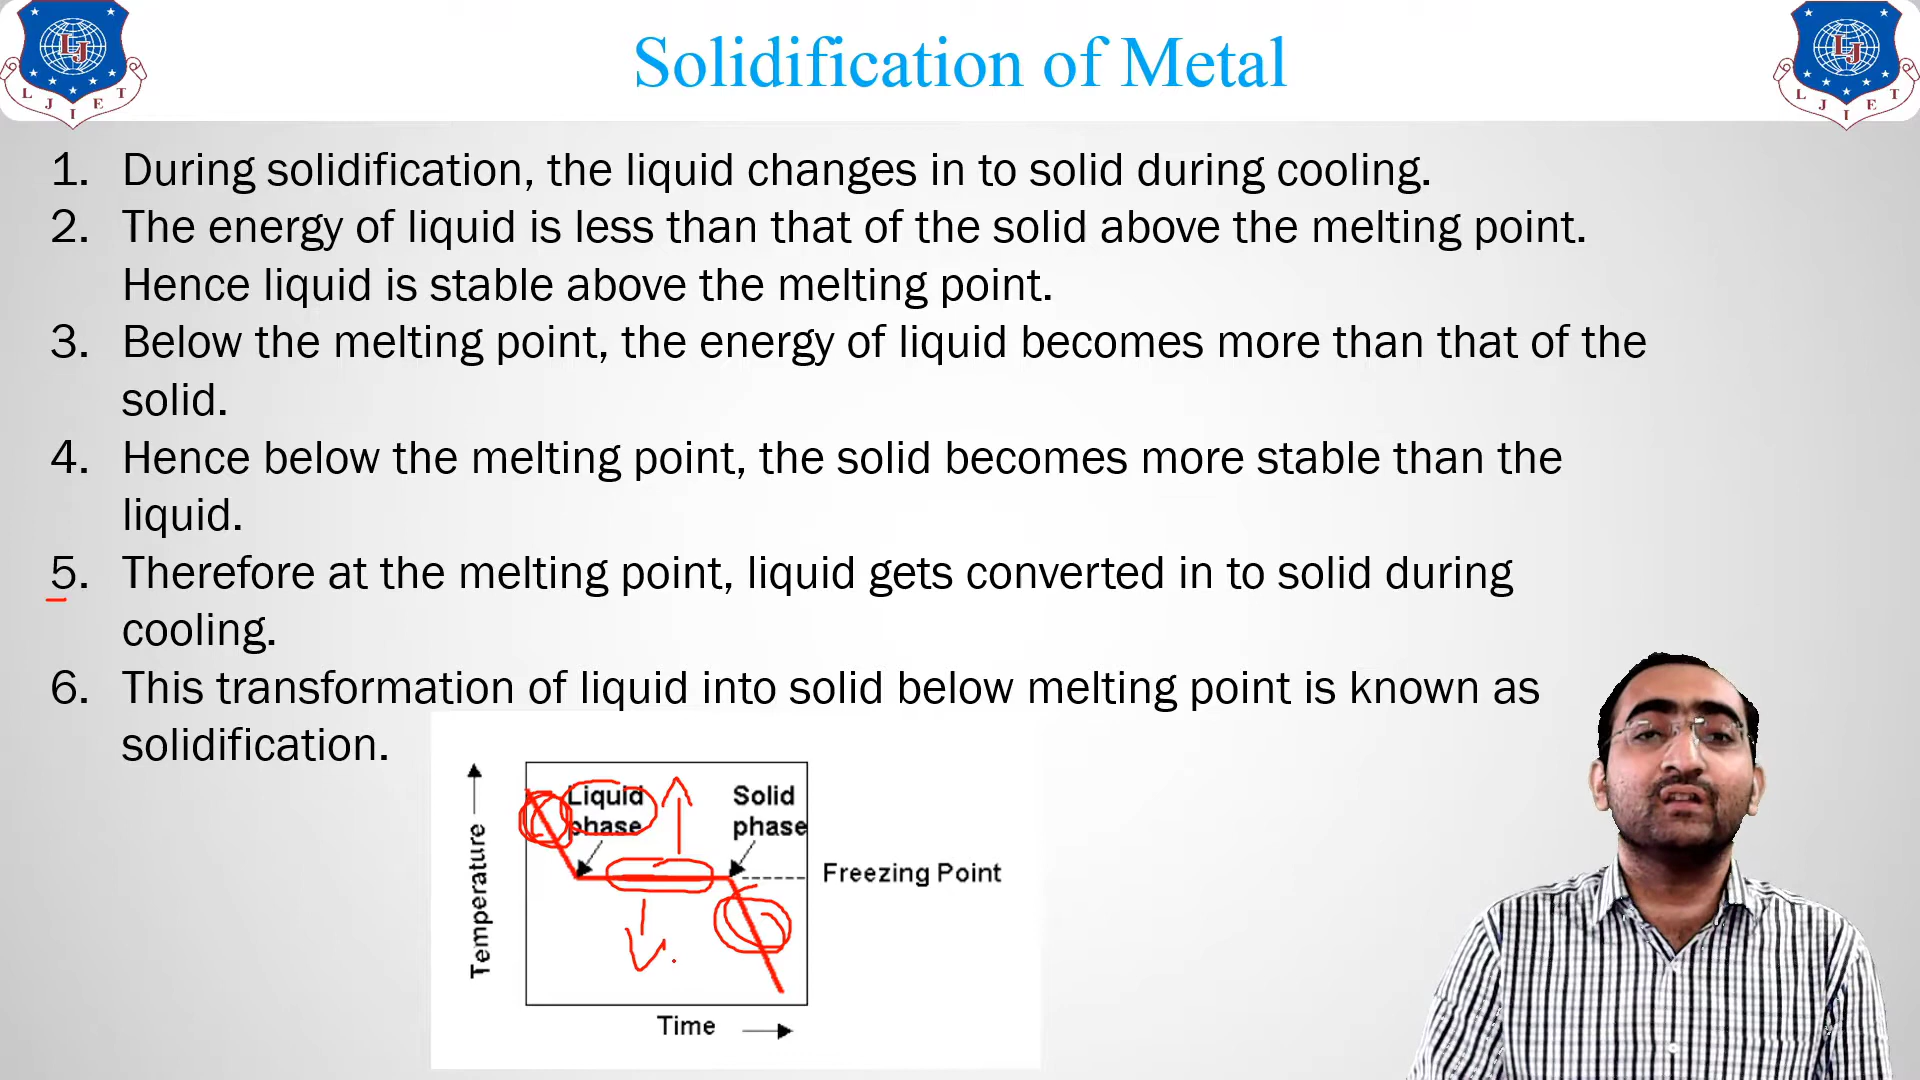 Solidification of Metal
LJ
L J I E T
LJ
L J I E T
1. During solidification, the liquid changes in to solid during cooling.
2. The energy of liquid is less than that of the solid above the melting point.
Hence liquid is stable above the melting point.
3. Below the melting point, the energy of liquid becomes more than that of the
solid.
4. Hence below the melting point, the solid becomes more stable than the
liquid.
5. Therefore at the melting point, liquid gets converted in to solid during
cooling.
6. This transformation of liquid into solid below melting point is known as
solidification.
Temperature
Liquid
phase
Solid
phase
Freezing Point
Time